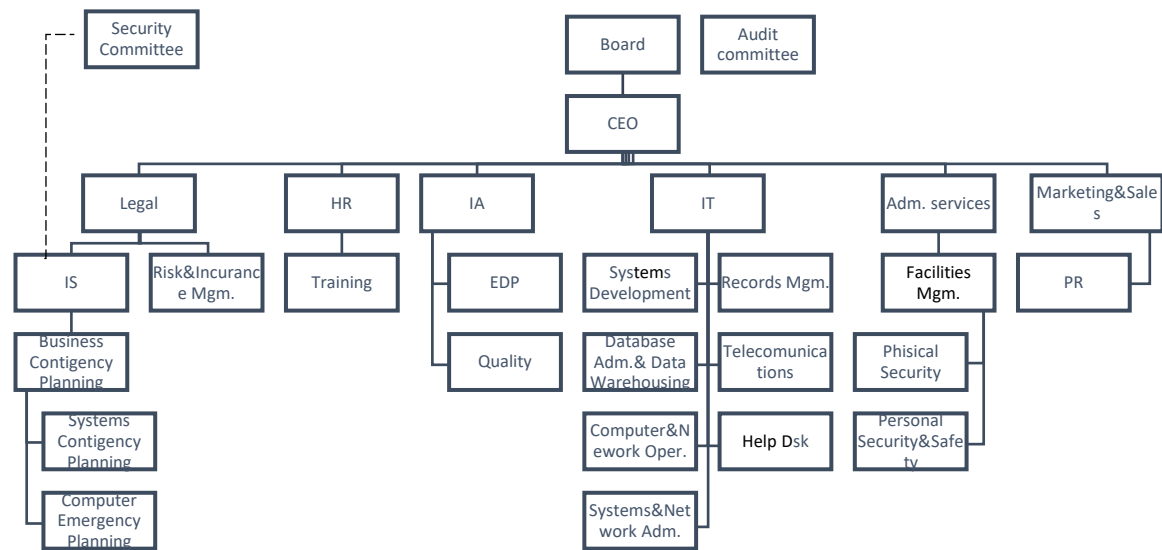 Security
Committee
Board
Audit
committee
CEO
Legal
HR
IA
IT
Adm. services
Marketing&Sale
s
IS
Risk&Incuranc
e Mgm.
Training
EDP
Systems
Development
Records Mgm.
Facilities
Mgm.
PR
Business
Contigency
Planning
Quality
Database
Adm.& Data
Warehousing
Telecomunica
tions
Phisical
Security
Systems
Contigency
Planning
Computer&N
ework Oper.
Help Dsk
Personal
Security&Safe
ty
Computer
Emergency
Planning
Systems&Net
work Adm.